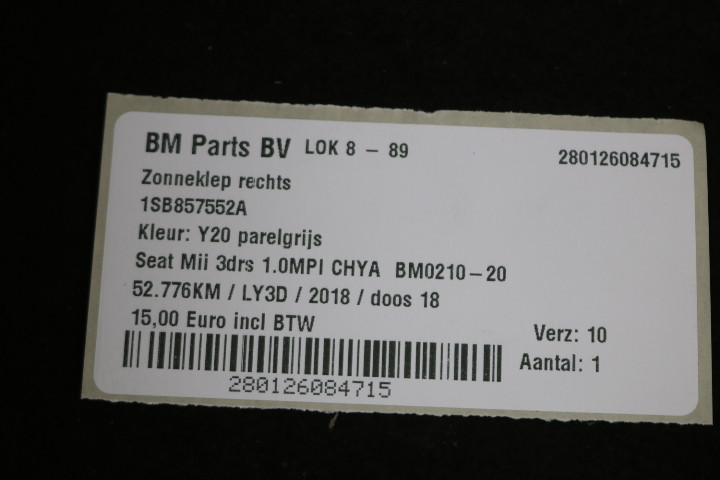 BM Parts BV LOK 8 - 89 280126084715
Zonneklep rechts
1SB857552A
Kleur: Y20 parelgrijs
Seat Mii 3drs 1.0MPI CHYA BM0210-20
52.776KM / LY3D / 2018 / doos 18
15,00 Euro incl BTW
Verz: 10
Aantal: 1
280126084715